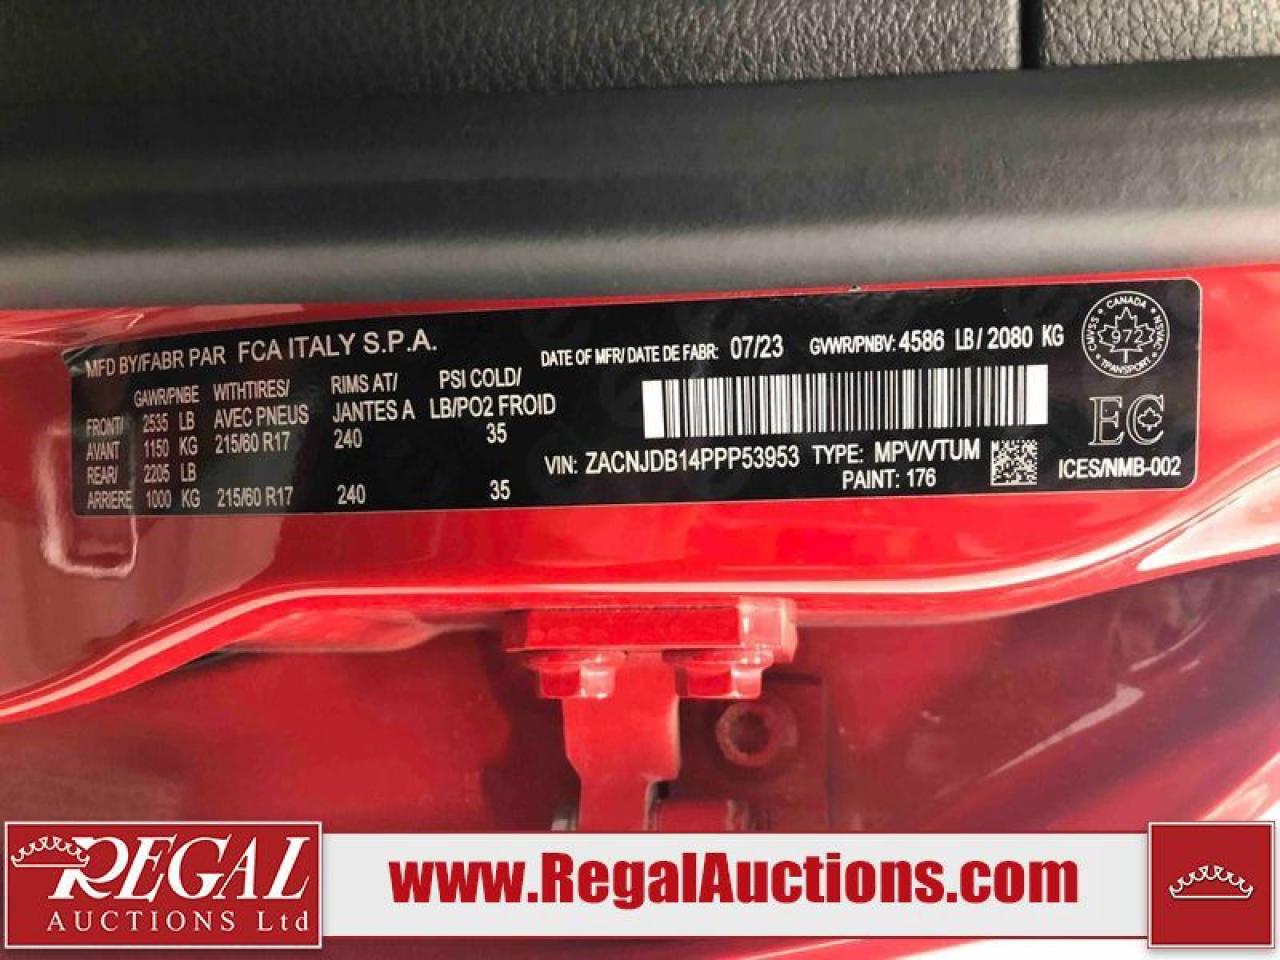 MFD BY/FABR PAR FCA ITALY S.P.A.
DATE OF MFR/DATE DE FABR: 07/23 GVWR/PNBV: 4586 LB / 2080 KG
GAWR/PNBE WITHTIRES/ RIMS AT/ PSI COLD/
FRONT/ 2535 LB AVEC PNEUS JANTES A LB/PO2 FROID
AVANT 1150 KG 215/60 R17 240 35
REAR/ 2205 LB
ARRIERE 1000 KG 215/60 R17 240 35
VIN: ZACNJDB14PPP53953 TYPE: MPV/VTUM
PAINT: 176
CANADA
CMVSS 972 NSVAC
TRANSPORT
EC
ICES/NMB-002
REGAL
AUCTIONS Ltd
www.RegalAuctions.com